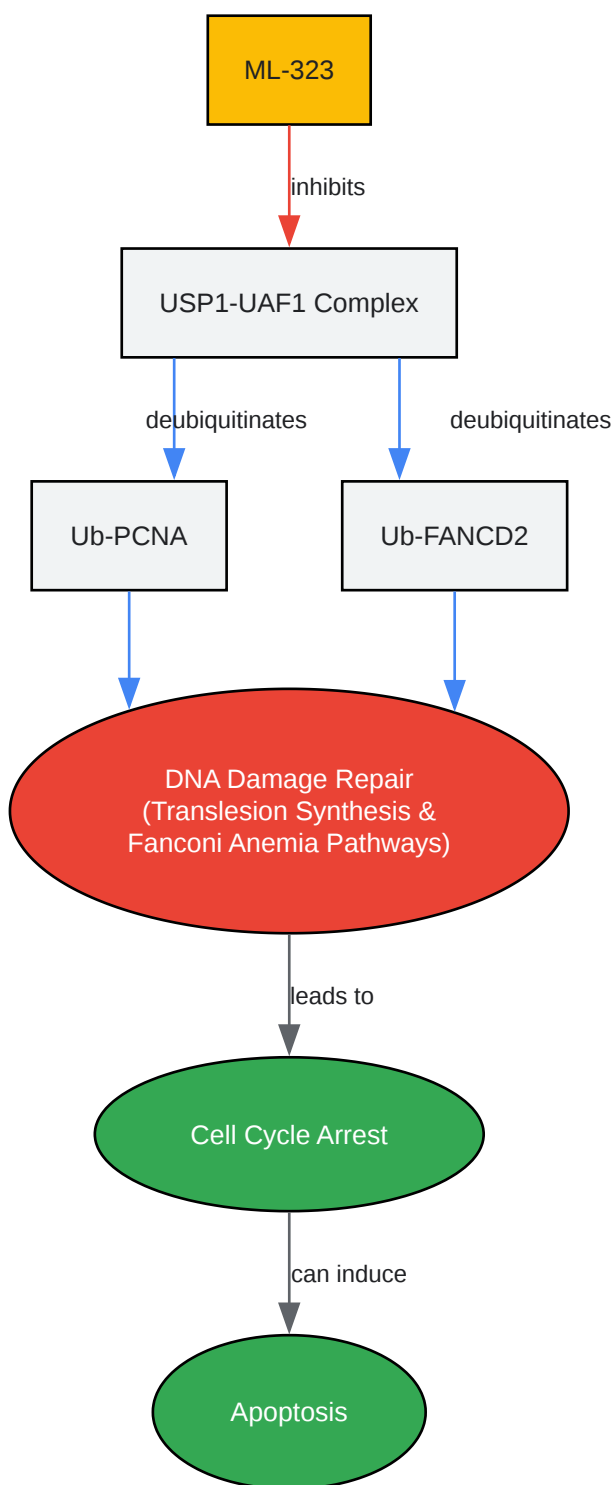 ML-323
inhibits
USP1-UAF1 Complex
deubiquitinates
deubiquitinates
Ub-PCNA
Ub-FANCD2
DNA Damage Repair
(Translesion Synthesis &
Fanconi Anemia Pathways)
leads to
Cell Cycle Arrest
can induce
Apoptosis